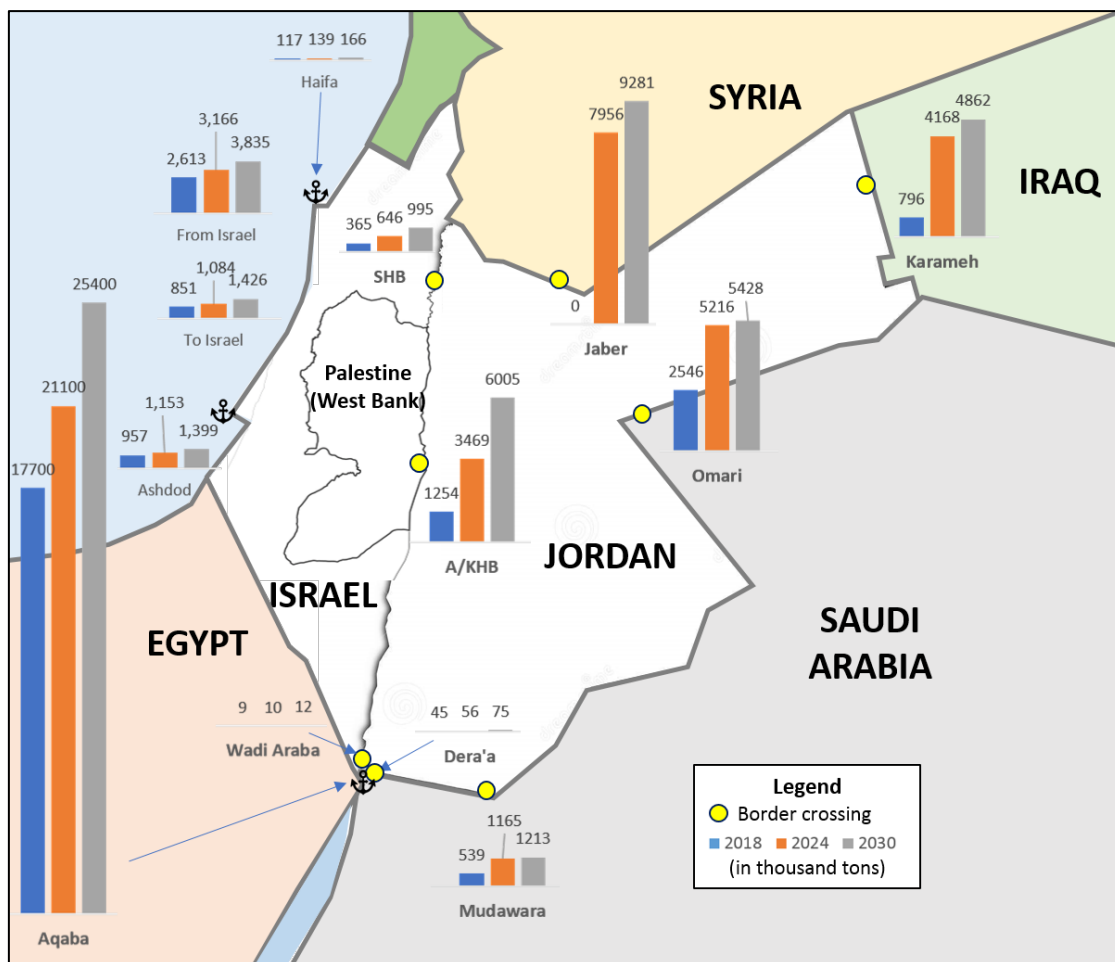 117 139 166
Haifa
3,166
2,613 3,835
From Israel
1,084
851 1,426
To Israel
25400
21100
17700
Aqaba
1,153
957 1,399
Ashdod
365 646 995
SHB
SYRIA
9281
7956
0
Jaber
4862
4168
796
Karameh
IRAQ
5428
5216
2546
Omari
Palestine
(West Bank)
6005
3469
1254
A/KHB
JORDAN
ISRAEL
EGYPT
SAUDI
ARABIA
9 10 12
Wadi Araba
45 56 75
Dera'a
1165
539 1213
Mudawara
Legend
Border crossing
2018 2024 2030
(in thousand tons)